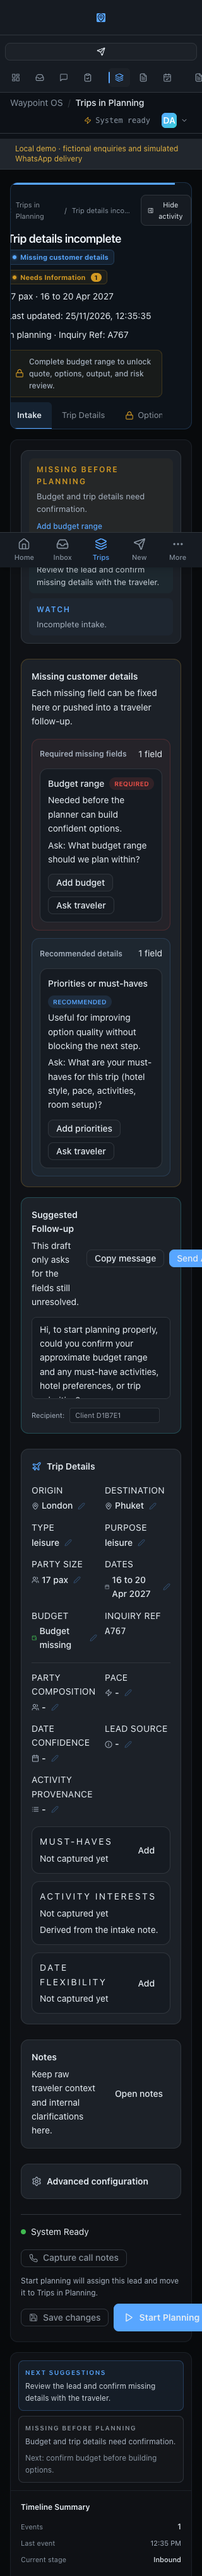 Waypoint OS / Trips in Planning
System ready
DA
Local demo · fictional enquiries and simulated
WhatsApp delivery
Trips in
Planning
/ Trip details inco...
Hide
activity
Trip details incomplete
Missing customer details
Needs Information 1
7 pax · 16 to 20 Apr 2027
ast updated: 25/11/2026, 12:35:35
planning · Inquiry Ref: A767
Complete budget range to unlock
quote, options, output, and risk
review.
Intake
Trip Details
Option
MISSING BEFORE
PLANNING
Budget and trip details need
confirmation.
Add budget range
Home
Inbox
Trips
New
More
Review the lead and confirm
missing details with the traveler.
WATCH
Incomplete intake.
Missing customer details
Each missing field can be fixed
here or pushed into a traveler
follow-up.
Required missing fields
1 field
Budget range REQUIRED
Needed before the
planner can build
confident options.
Ask: What budget range
should we plan within?
Add budget
Ask traveler
Recommended details
1 field
Priorities or must-haves
RECOMMENDED
Useful for improving
option quality without
blocking the next step.
Ask: What are your must-
haves for this trip (hotel
style, pace, activities,
room setup)?
Add priorities
Ask traveler
Suggested
Follow-up
This draft
only asks
for the
fields still
unresolved.
Copy message
Send
Hi, to start planning properly,
could you confirm your
approximate budget range
and any must-have activities,
hotel preferences, or trip
Recipient: Client D1B7E1
Trip Details
ORIGIN
London
DESTINATION
Phuket
TYPE
leisure
PURPOSE
leisure
PARTY SIZE
17 pax
DATES
16 to 20
Apr 2027
BUDGET
Budget
missing
INQUIRY REF
A767
PARTY
COMPOSITION
-
PACE
-
DATE
CONFIDENCE
-
LEAD SOURCE
-
ACTIVITY
PROVENANCE
-
MUST-HAVES
Not captured yet
Add
ACTIVITY INTERESTS
Not captured yet
Derived from the intake note.
DATE
FLEXIBILITY
Not captured yet
Add
Notes
Keep raw
traveler context
and internal
clarifications
here.
Open notes
Advanced configuration
System Ready
Capture call notes
Start planning will assign this lead and move
it to Trips in Planning.
Save changes
Start Planning
NEXT SUGGESTIONS
Review the lead and confirm missing
details with the traveler.
MISSING BEFORE PLANNING
Budget and trip details need confirmation.
Next: confirm budget before building
options.
Timeline Summary
Events
1
Last event
12:35 PM
Current stage
Inbound